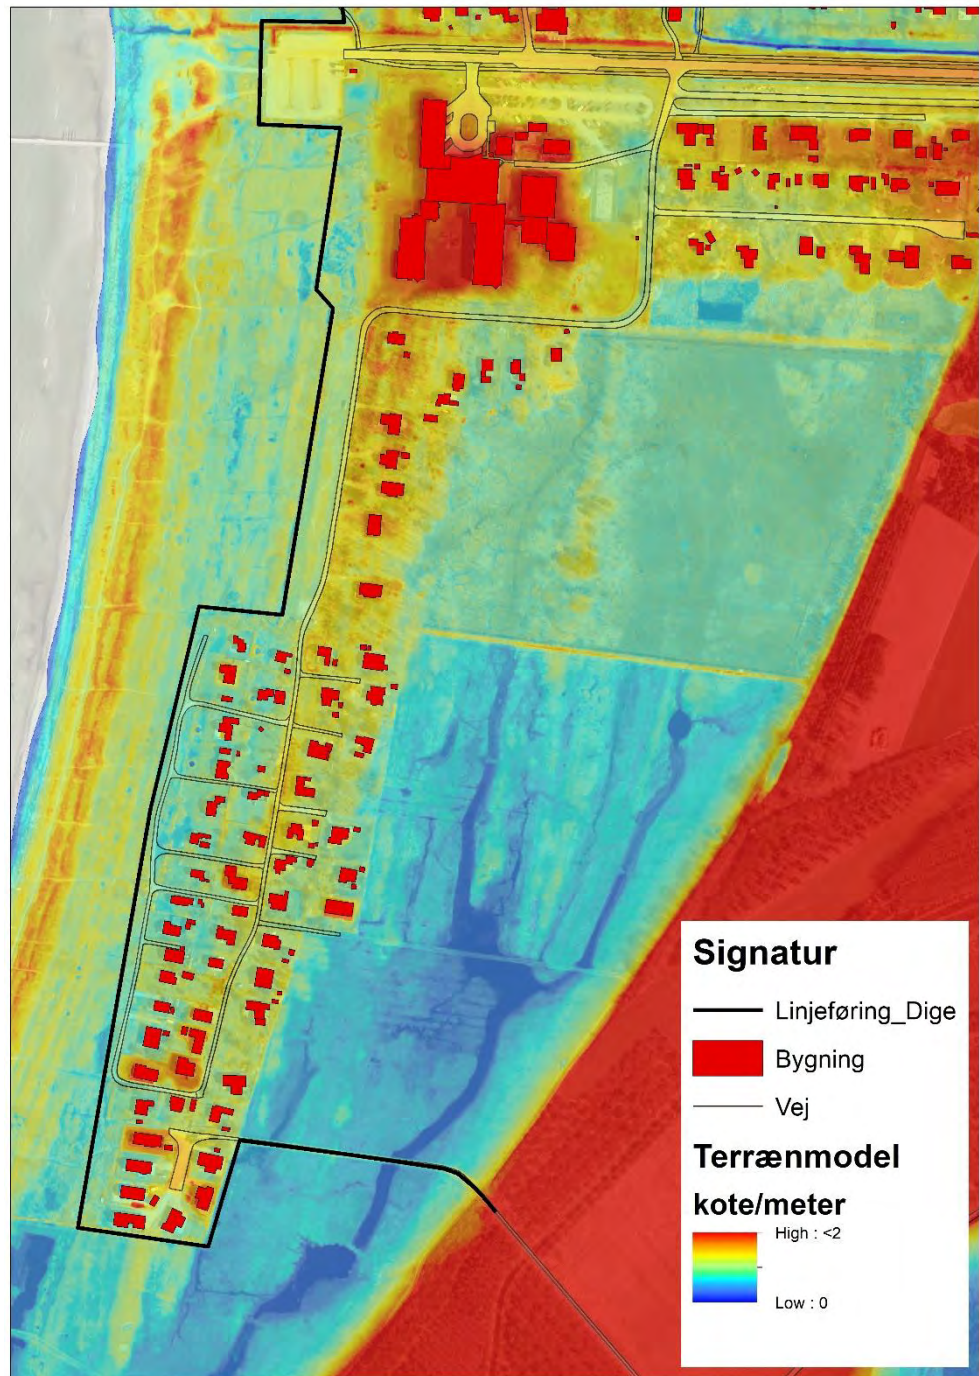 Signatur
Linjeføring_Dige
Bygning
Vej
Terrænmodel
kote/meter
High : <2
Low : 0